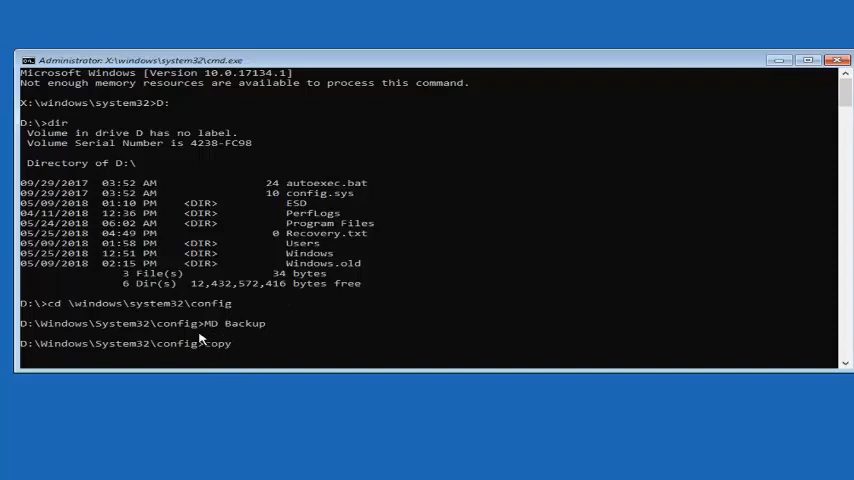 Administrator: X:\windows\system32\cmd.exe
Microsoft Windows [Version 10.0.17134.1]
Not enough memory resources are available to process this command.
X:\windows\system32>D:
D:\>dir
Volume in drive D has no label.
Volume Serial Number is 4238-FC98
Directory of D:\
09/29/2017 03:52 AM 24 autoexec.bat
09/29/2017 03:52 AM 10 config.sys
05/09/2018 01:10 PM <DIR> ESD
04/11/2018 12:36 PM <DIR> PerfLogs
05/24/2018 06:02 AM <DIR> Program Files
05/25/2018 04:49 PM 0 Recovery.txt
05/09/2018 01:58 PM <DIR> Users
05/25/2018 12:51 PM <DIR> Windows
05/09/2018 02:15 PM <DIR> Windows.old
3 File(s) 34 bytes
6 Dir(s) 12,432,572,416 bytes free
D:\>cd \windows\system32\config
D:\Windows\System32\config>MD Backup
D:\Windows\System32\config>copy